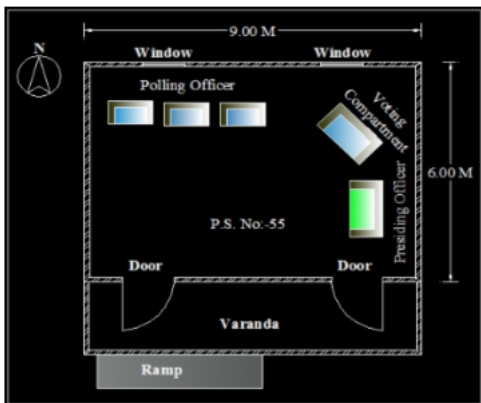 9.00 M
N
Window
Window
Polling Officer
Voting
Compartment
6.00 M
Presiding Officer
P.S. No:-55
Door
Door
Varanda
Ramp